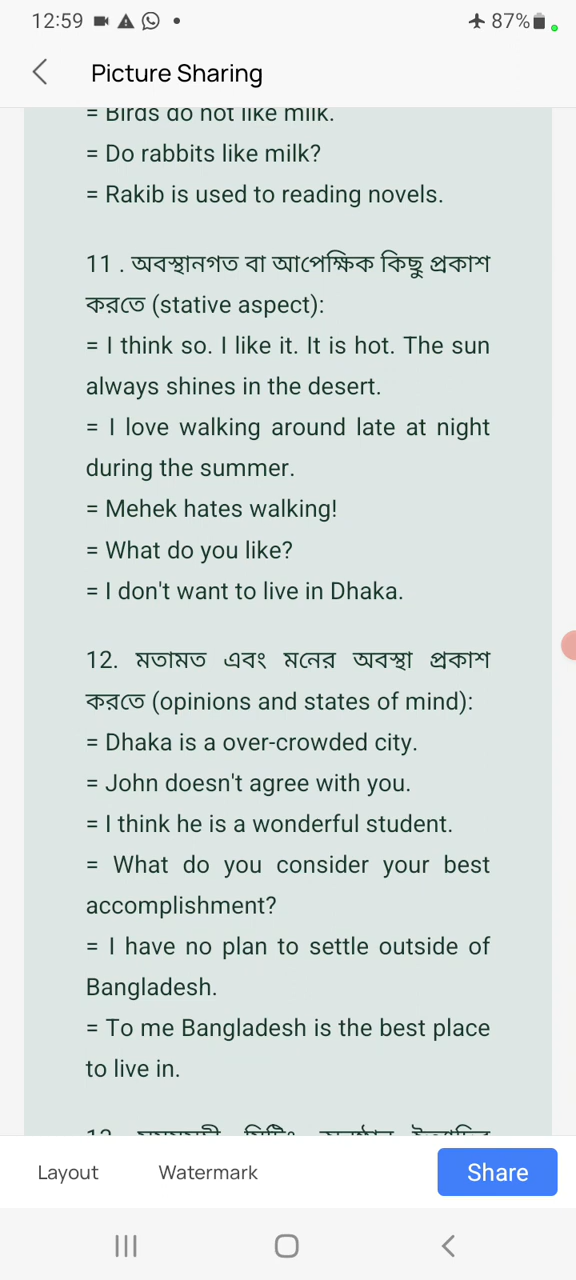 12:59
87%
Picture Sharing
= Birds do not like milk.
= Do rabbits like milk?
= Rakib is used to reading novels.
11 . অবস্থানগত বা আপেক্ষিক কিছু প্রকাশ
করতে (stative aspect):
= I think so. I like it. It is hot. The sun
always shines in the desert.
= I love walking around late at night
during the summer.
= Mehek hates walking!
= What do you like?
= I don't want to live in Dhaka.
12. মতামত এবং মনের অবস্থা প্রকাশ
করতে (opinions and states of mind):
= Dhaka is a over-crowded city.
= John doesn't agree with you.
= I think he is a wonderful student.
= What do you consider your best
accomplishment?
= I have no plan to settle outside of
Bangladesh.
= To me Bangladesh is the best place
to live in.
Layout
Watermark
Share